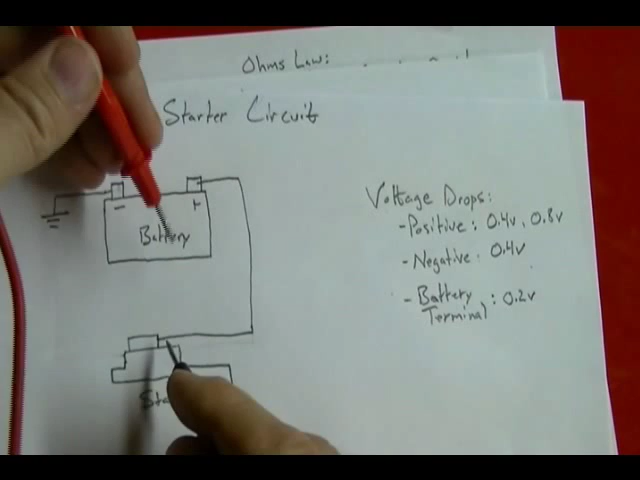 Ohms Law:
Starter Circuit
- +
Battery
Voltage Drops:
- Positive: 0.4v, 0.8v
- Negative: 0.4v
- Battery Terminal: 0.2v